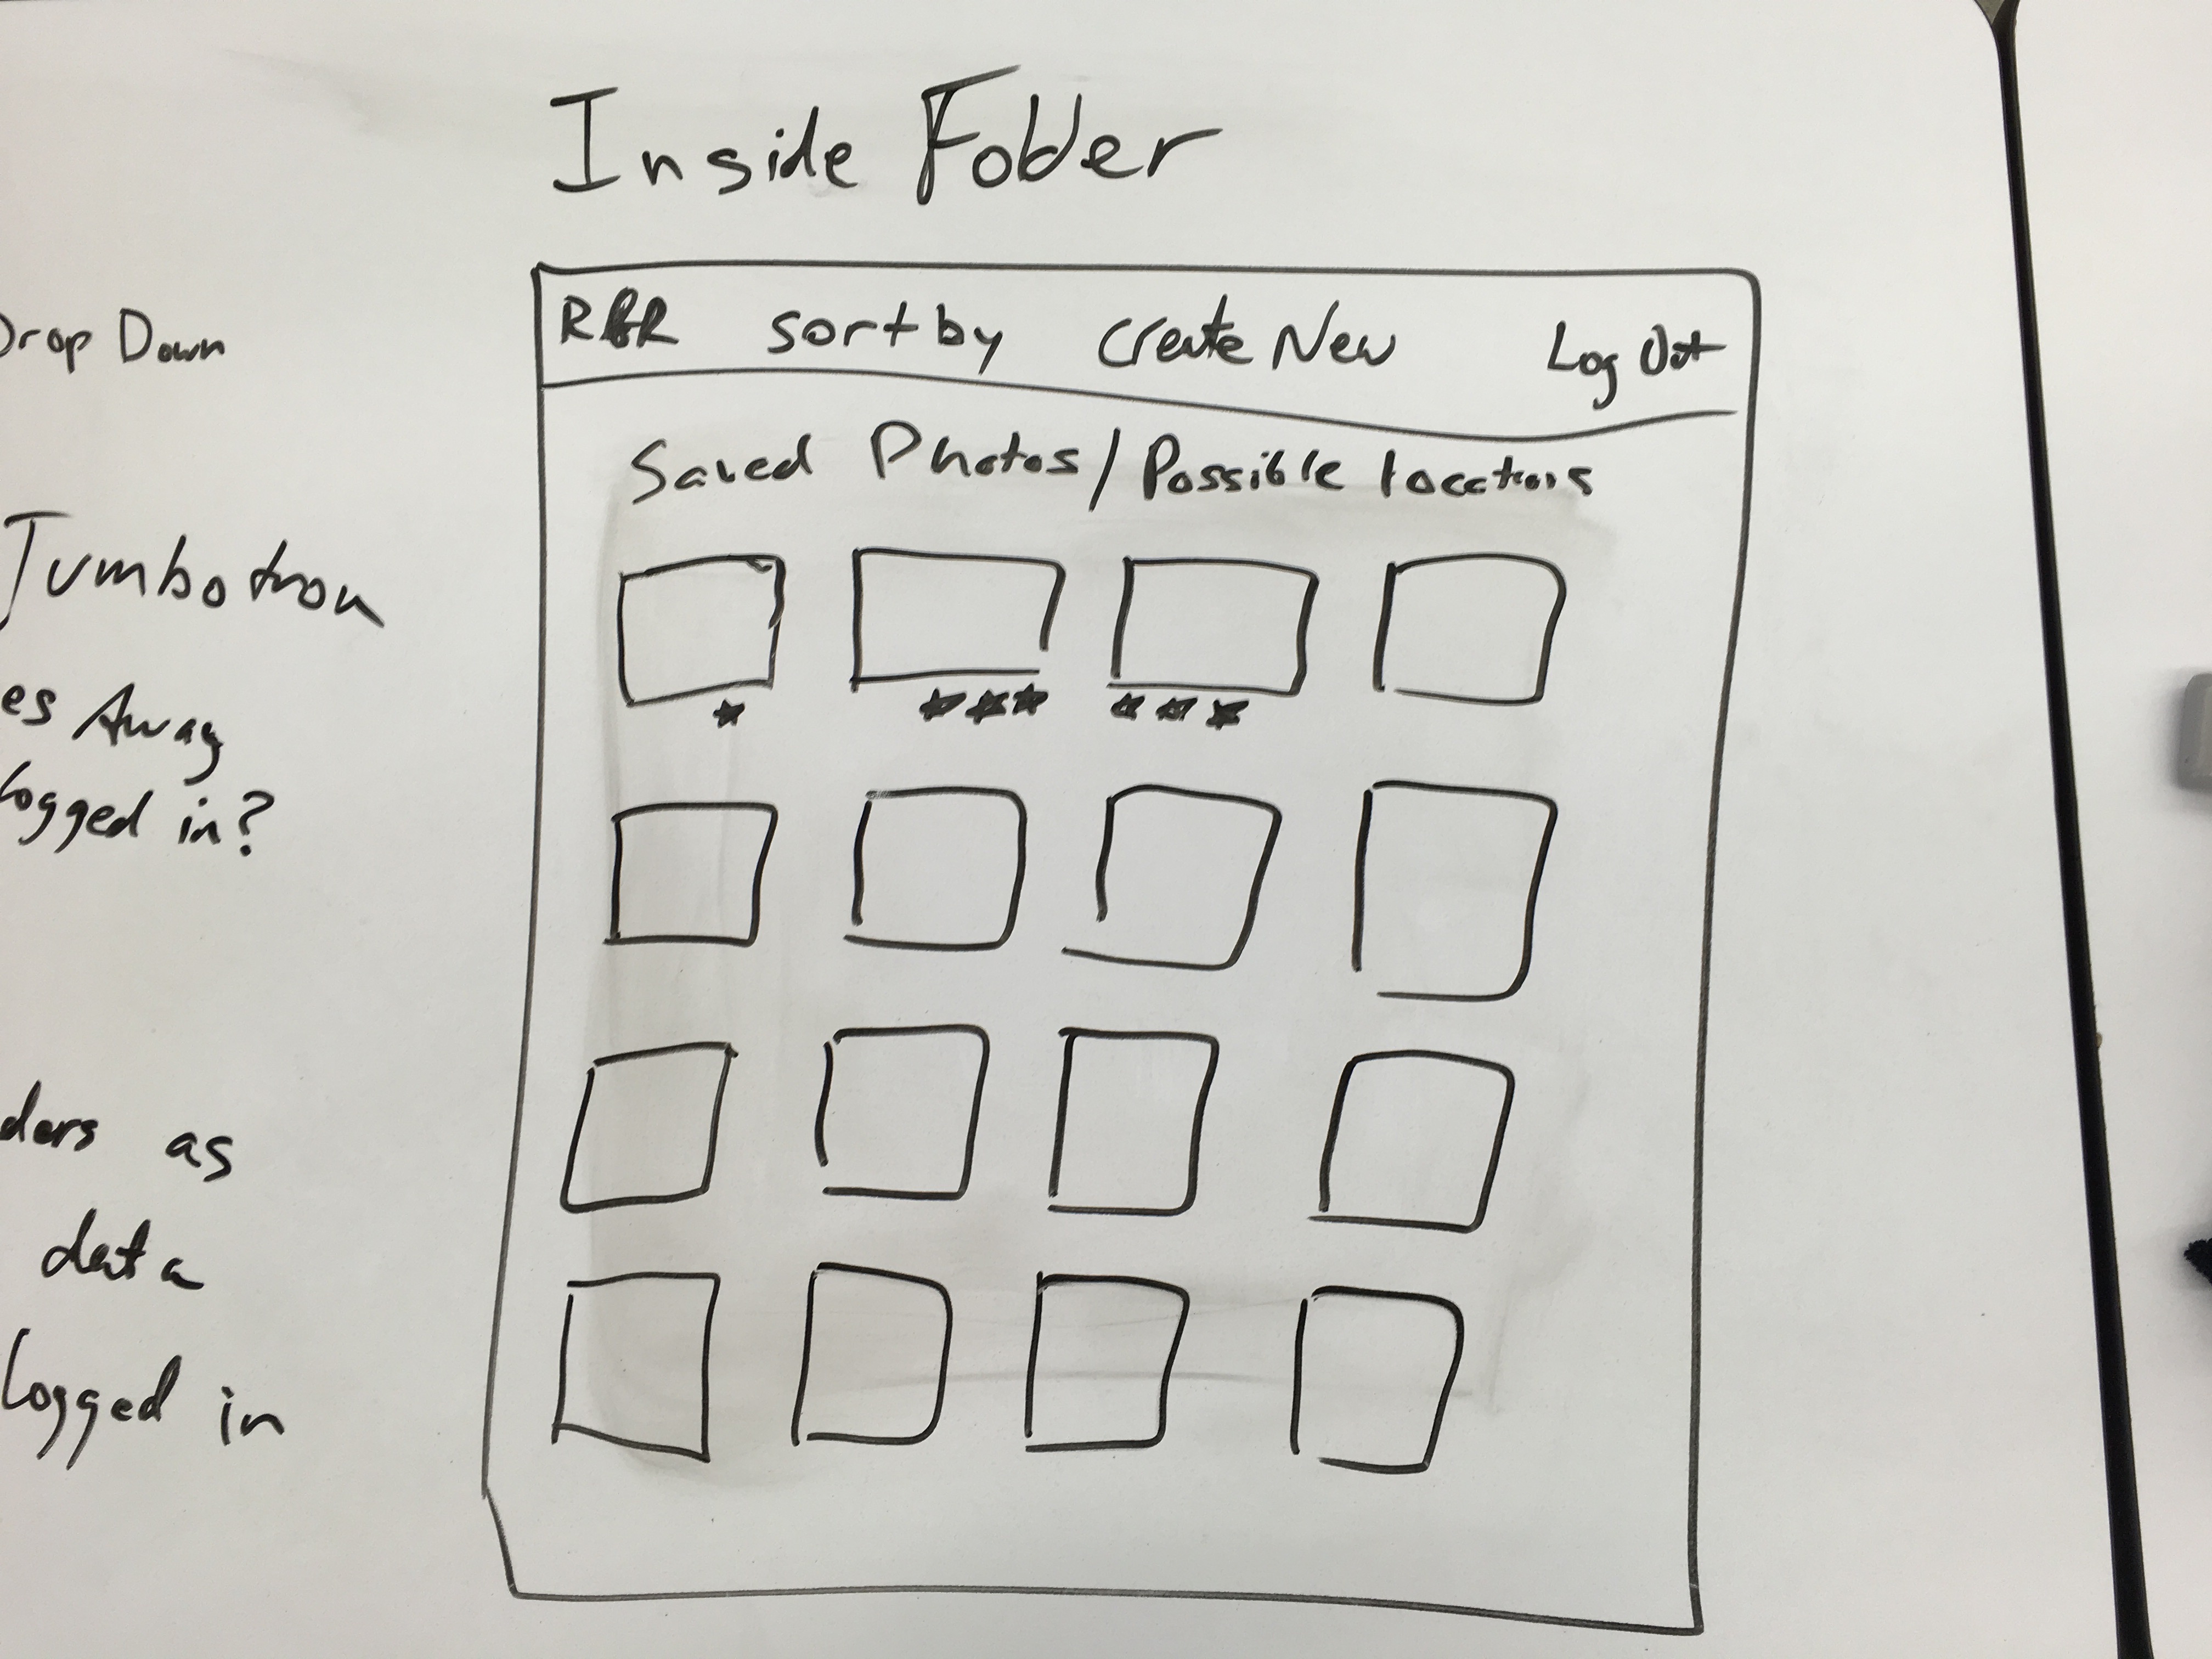 Inside Folder
Drop Down
Jumbotron
es Away
logged in?
ders as
data
logged in
sort by Create New Log Out
Saved Photos/Possible locations